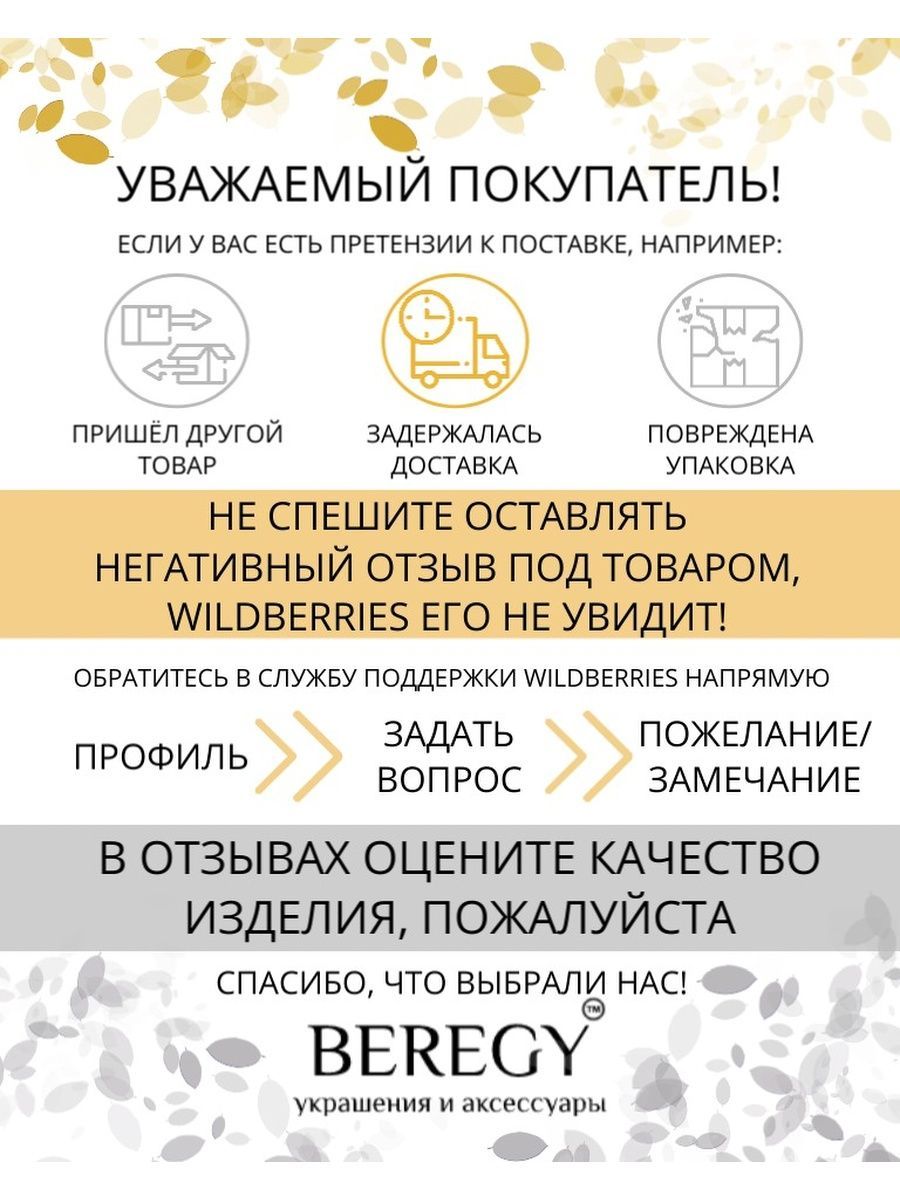 УВАЖАЕМЫЙ ПОКУПАТЕЛЬ!
ЕСЛИ У ВАС ЕСТЬ ПРЕТЕНЗИИ К ПОСТАВКЕ, НАПРИМЕР:
ПРИШЁЛ ДРУГОЙ
ТОВАР
ЗАДЕРЖАЛАСЬ
ДОСТАВКА
ПОВРЕЖДЕНА
УПАКОВКА
НЕ СПЕШИТЕ ОСТАВЛЯТЬ
НЕГАТИВНЫЙ ОТЗЫВ ПОД ТОВАРОМ,
WILDBERRIES ЕГО НЕ УВИДИТ!
ОБРАТИТЕСЬ В СЛУЖБУ ПОДДЕРЖКИ WILDBERRIES НАПРЯМУЮ
ПРОФИЛЬ
ЗАДАТЬ
ВОПРОС
ПОЖЕЛАНИЕ/
ЗАМЕЧАНИЕ
В ОТЗЫВАХ ОЦЕНИТЕ КАЧЕСТВО
ИЗДЕЛИЯ, ПОЖАЛУЙСТА
СПАСИБО, ЧТО ВЫБРАЛИ НАС!
BEREGY™
украшения и аксессуары